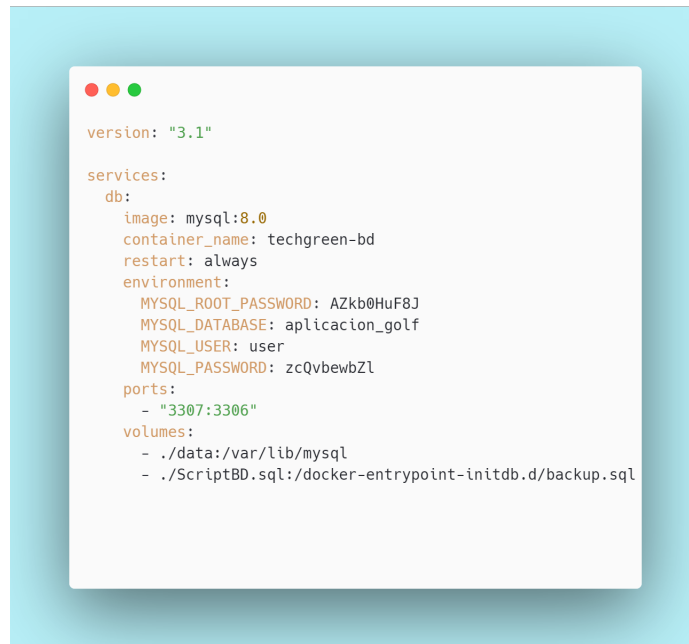 version: "3.1"
services:
db:
image: mysql:8.0
container_name: techgreen-bd
restart: always
environment:
MYSQL_ROOT_PASSWORD: AZkb0HuF8J
MYSQL_DATABASE: aplicacion_golf
MYSQL_USER: user
MYSQL_PASSWORD: zcQvbewbZl
ports:
- "3307:3306"
volumes:
- ./data:/var/lib/mysql
- ./ScriptBD.sql:/docker-entrypoint-initdb.d/backup.sql